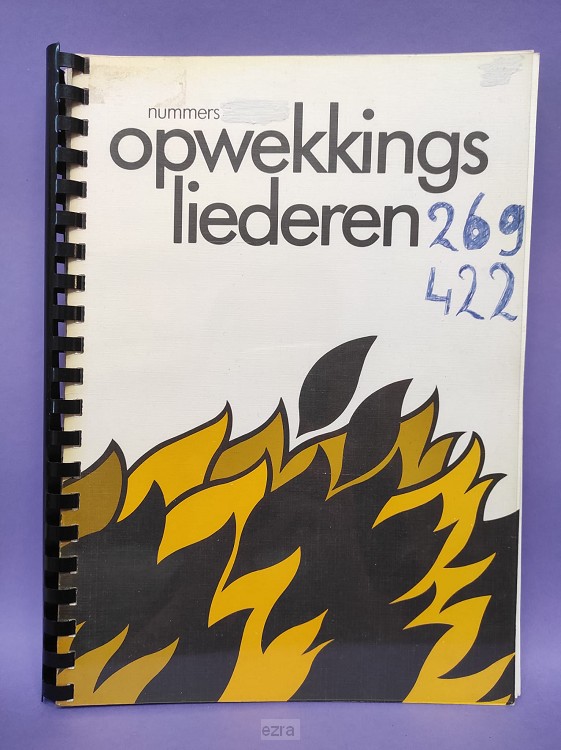 nummers
opwekkings
liederen 269
422
ezra